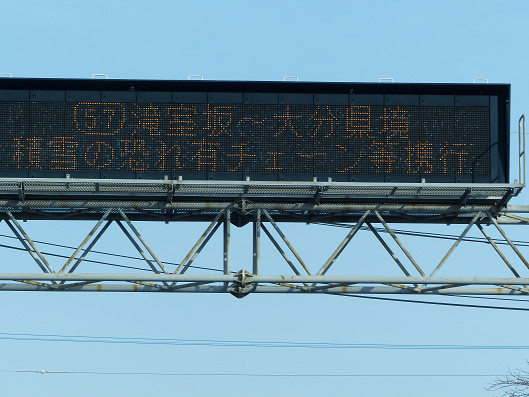 57 滝室坂～大分県境
積雪の恐れ有チェーン等携行